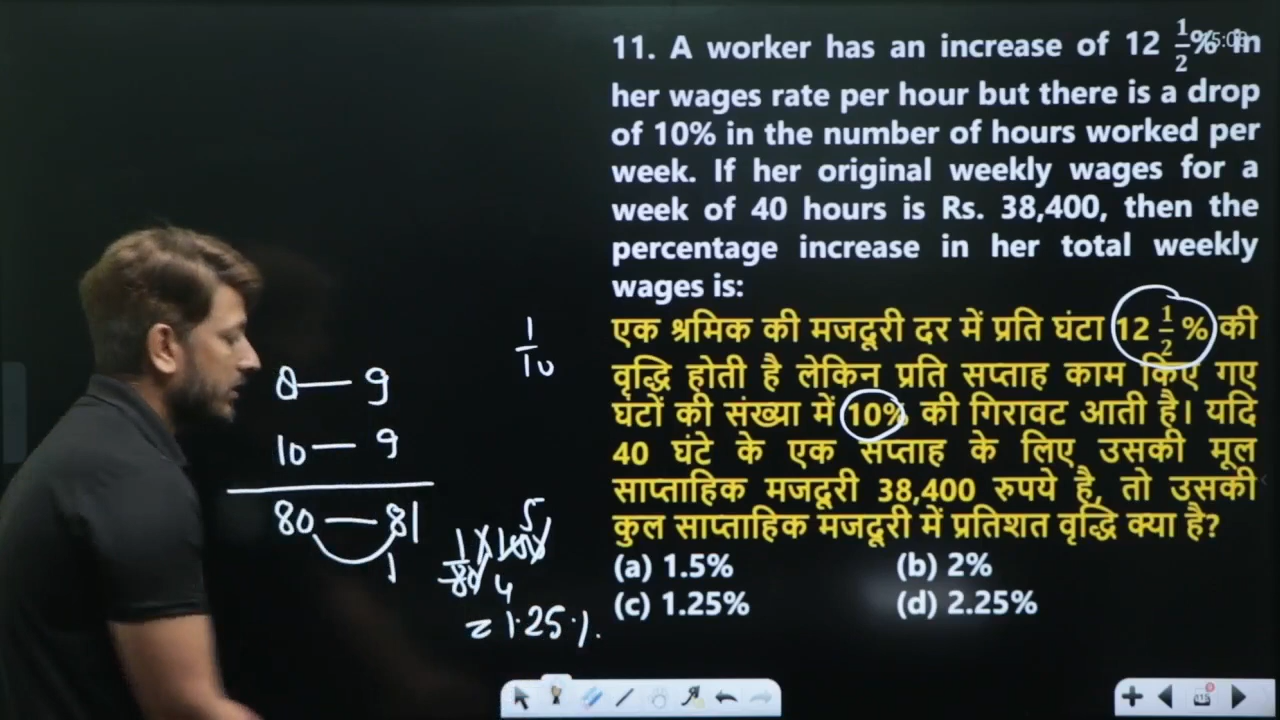 11. A worker has an increase of 12 1/2% in
her wages rate per hour but there is a drop
of 10% in the number of hours worked per
week. If her original weekly wages for a
week of 40 hours is Rs. 38,400, then the
percentage increase in her total weekly
wages is:
एक श्रमिक की मजदूरी दर में प्रति घंटा 12 1/2 % की
वृद्धि होती है लेकिन प्रति सप्ताह काम किए गए
घंटों की संख्या में 10% की गिरावट आती है। यदि
40 घंटे के एक सप्ताह के लिए उसकी मूल
साप्ताहिक मजदूरी 38,400 रुपये है, तो उसकी
कुल साप्ताहिक मजदूरी में प्रतिशत वृद्धि क्या है?
(a) 1.5% (b) 2%
(c) 1.25% (d) 2.25%
1/10
8 — 9
10 — 9
80 — 81
1
1/80 x 100
5
4
= 1.25%.